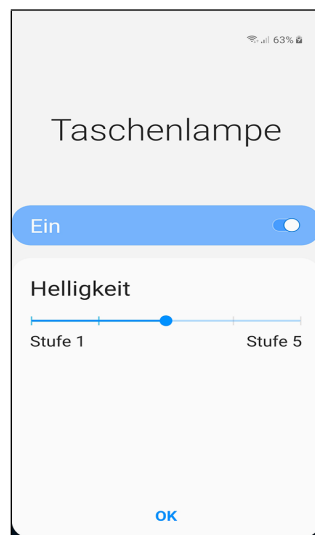 63%
Taschenlampe
Ein
Helligkeit
Stufe 1 Stufe 5
OK